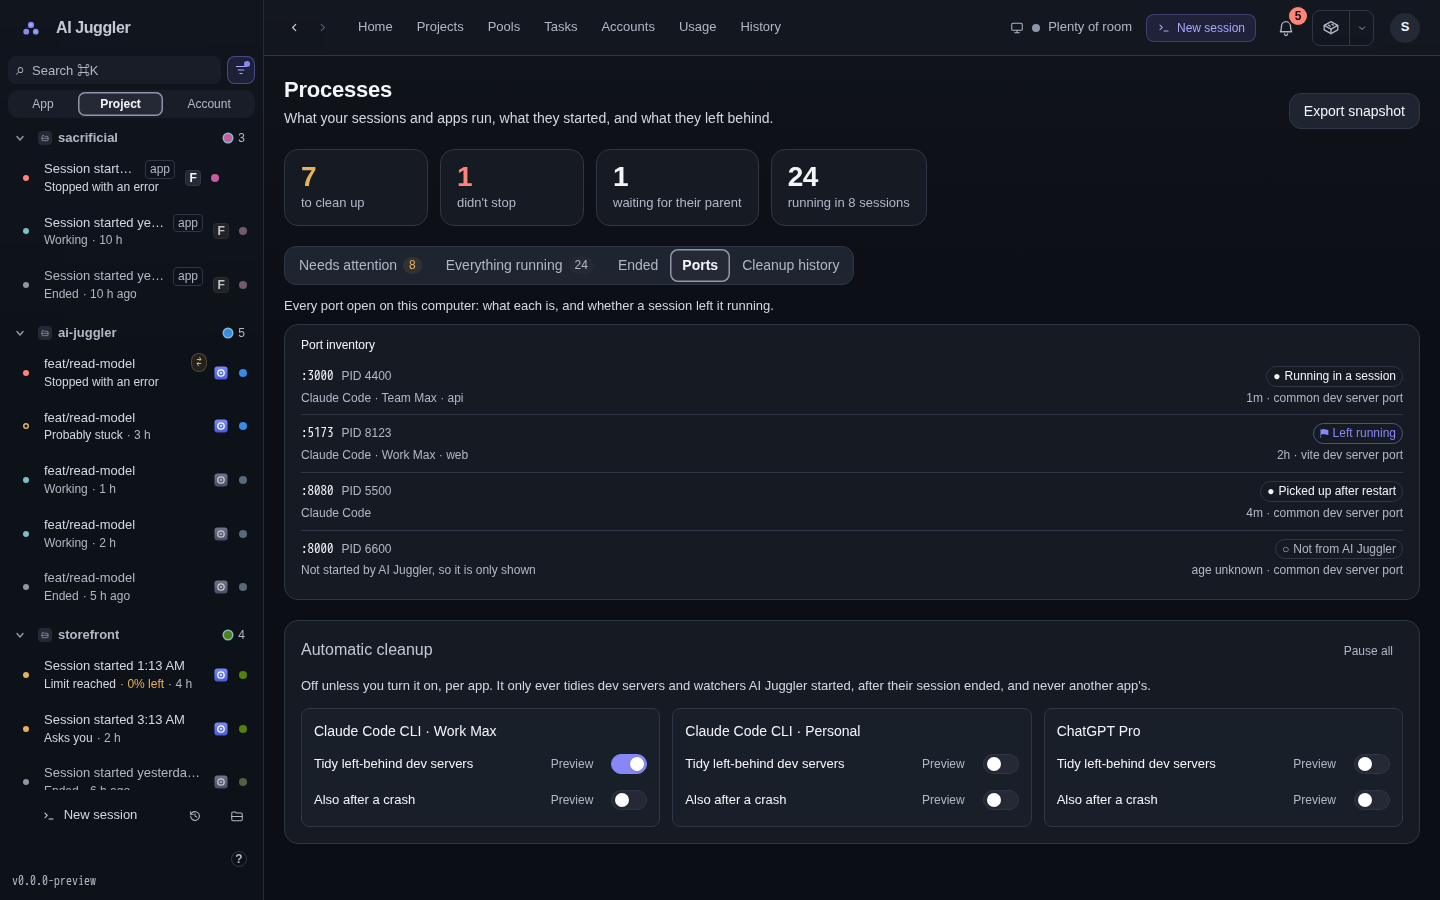 AI Juggler
Home
Projects
Pools
Tasks
Accounts
Usage
History
Plenty of room
New session
5
S
Search ⌘K
App
Project
Account
sacrificial
3
Session start…
app
Stopped with an error
F
Session started ye…
app
Working · 10 h
F
Session started ye…
app
Ended · 10 h ago
F
ai-juggler
5
feat/read-model
Stopped with an error
feat/read-model
Probably stuck · 3 h
feat/read-model
Working · 1 h
feat/read-model
Working · 2 h
feat/read-model
Ended · 5 h ago
storefront
4
Session started 1:13 AM
Limit reached · 0% left · 4 h
Session started 3:13 AM
Asks you · 2 h
Session started yesterda…
Ended · 6 h ago
New session
?
v0.0.0-preview
Processes
What your sessions and apps run, what they started, and what they left behind.
Export snapshot
7
to clean up
1
didn't stop
1
waiting for their parent
24
running in 8 sessions
Needs attention 8
Everything running 24
Ended
Ports
Cleanup history
Every port open on this computer: what each is, and whether a session left it running.
Port inventory
:3000 PID 4400
Running in a session
Claude Code · Team Max · api
1m · common dev server port
:5173 PID 8123
Left running
Claude Code · Work Max · web
2h · vite dev server port
:8080 PID 5500
Picked up after restart
Claude Code
4m · common dev server port
:8000 PID 6600
Not from AI Juggler
Not started by AI Juggler, so it is only shown
age unknown · common dev server port
Automatic cleanup
Pause all
Off unless you turn it on, per app. It only ever tidies dev servers and watchers AI Juggler started, after their session ended, and never another app's.
Claude Code CLI · Work Max
Tidy left-behind dev servers
Preview
Also after a crash
Preview
Claude Code CLI · Personal
Tidy left-behind dev servers
Preview
Also after a crash
Preview
ChatGPT Pro
Tidy left-behind dev servers
Preview
Also after a crash
Preview